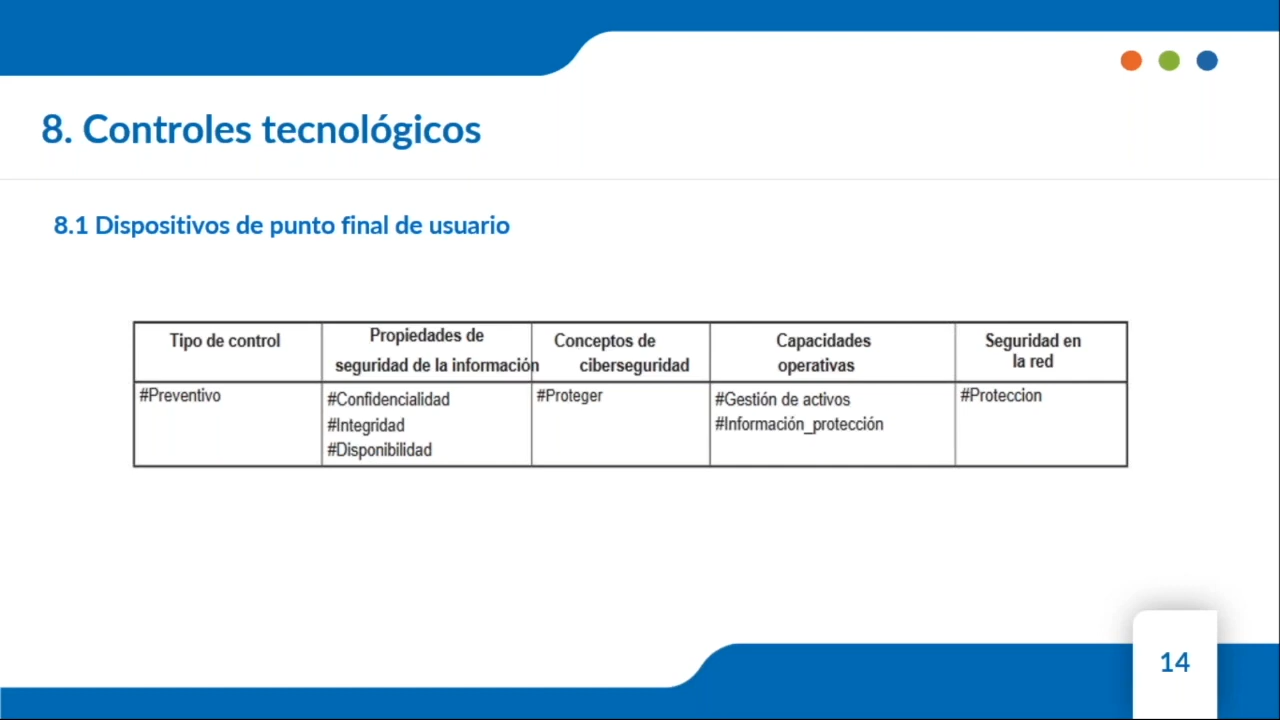 8. Controles tecnológicos
8.1 Dispositivos de punto final de usuario
Tipo de control
Propiedades de
seguridad de la información
Conceptos de
ciberseguridad
Capacidades
operativas
Seguridad en
la red
#Preventivo
#Confidencialidad
#Integridad
#Disponibilidad
#Proteger
#Gestión de activos
#Información_protección
#Proteccion
14